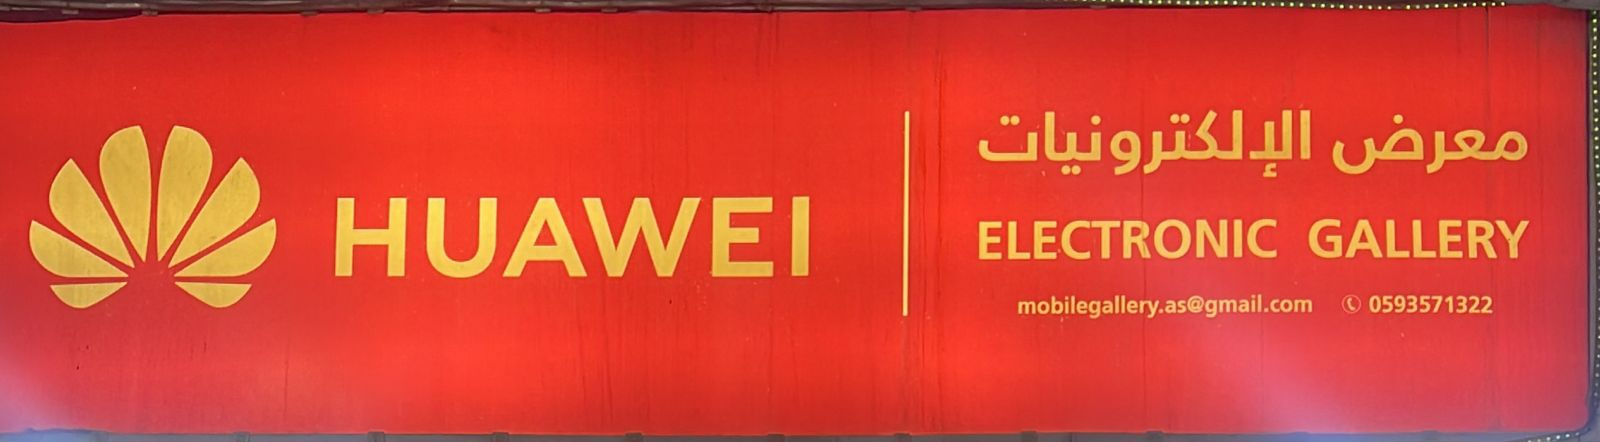 HUAWEI
معرض الإلكترونيات
ELECTRONIC GALLERY
mobilegallery.as@gmail.com 0593571322